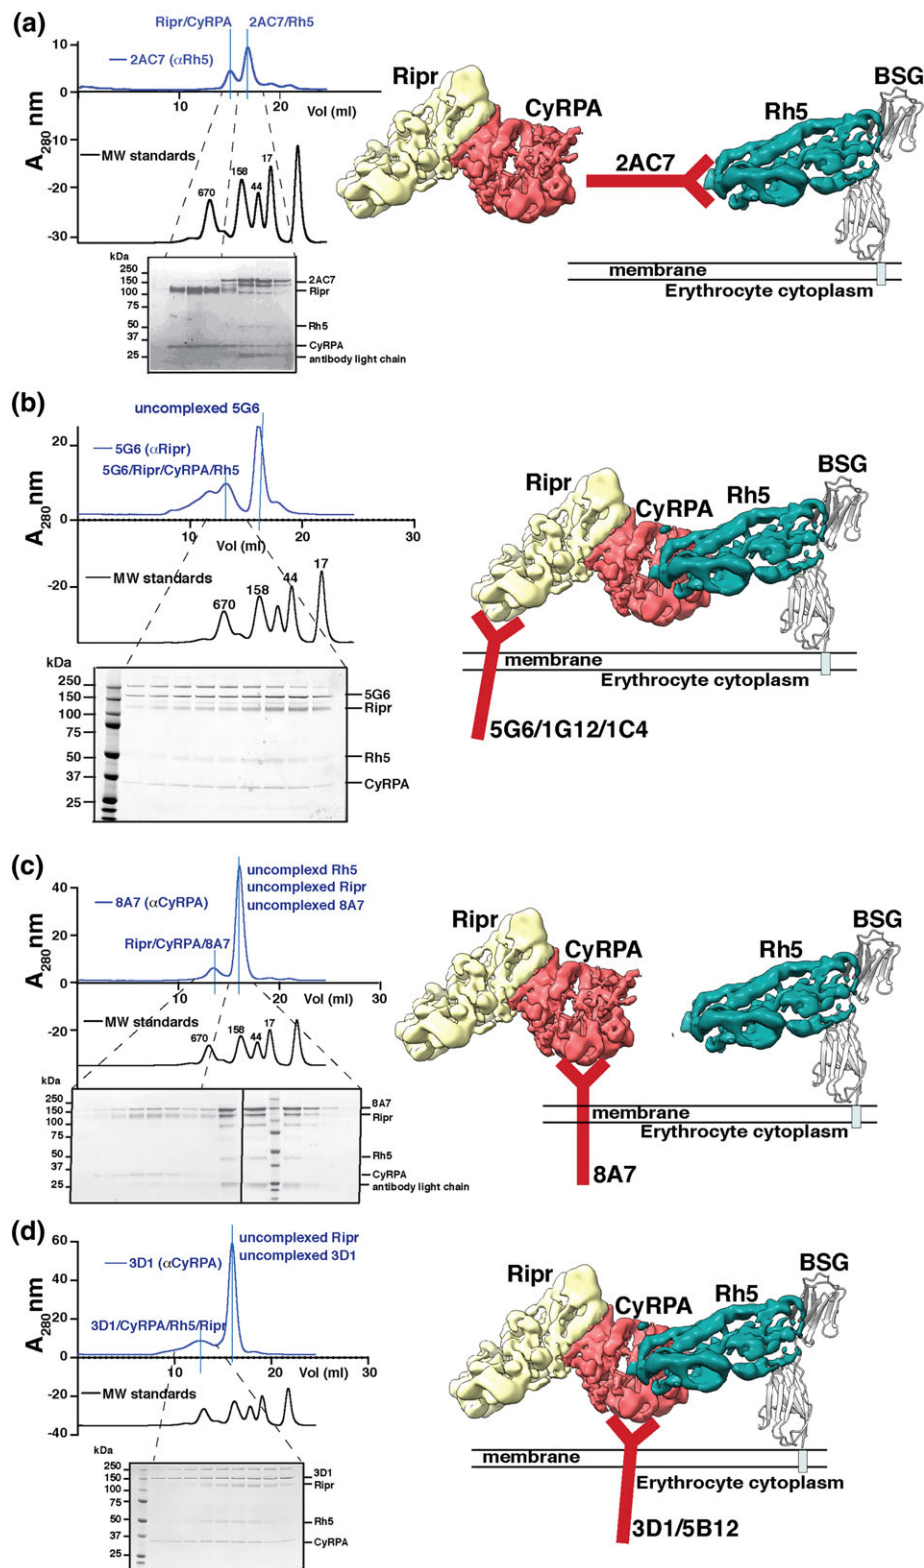 (a)
Ripr/CyRPA 2AC7/Rh5
10
2AC7 (αRh5)
0
10 20
Vol (ml)
-10
MW standards
670 158 44 17
-20
-30
A280nm
kDa
250
150
100
75
50
37
25
2AC7
Ripr
Rh5
CyRPA
antibody light chain
Ripr
CyRPA
2AC7
Rh5
BSG
membrane
Erythrocyte cytoplasm
(b)
uncomplexed 5G6
20
5G6 (αRipr)
5G6/Ripr/CyRPA/Rh5
0
10 20 30
Vol (ml)
MW standards
670 158 44 17
-20
A280nm
kDa
250
150
100
75
50
37
25
5G6
Ripr
Rh5
CyRPA
Ripr
CyRPA
Rh5
BSG
membrane
Erythrocyte cytoplasm
5G6/1G12/1C4
(c)
40
8A7 (αCyRPA)
uncomplexd Rh5
uncomplexed Ripr
uncomplexed 8A7
20
Ripr/CyRPA/8A7
0
10 20 30
Vol (ml)
MW standards
-20
670 158 44 17
A280nm
kDa
250
150
100
75
50
37
25
8A7
Ripr
Rh5
CyRPA
antibody light chain
Ripr
CyRPA
Rh5
BSG
membrane
Erythrocyte cytoplasm
8A7
(d)
60
uncomplexed Ripr
uncomplexed 3D1
3D1 (αCyRPA)
40
20
3D1/CyRPA/Rh5/Ripr
0
10 20 30
Vol (ml)
MW standards
-20
-40
A280nm
kDa
250
150
100
75
50
37
25
3D1
Ripr
Rh5
CyRPA
Ripr
CyRPA
Rh5
BSG
membrane
Erythrocyte cytoplasm
3D1/5B12